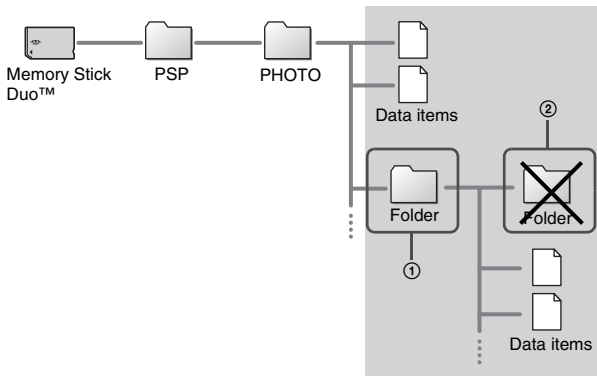 Memory Stick
Duo™
PSP
PHOTO
Data items
②
Folder
Folder
①
Data items